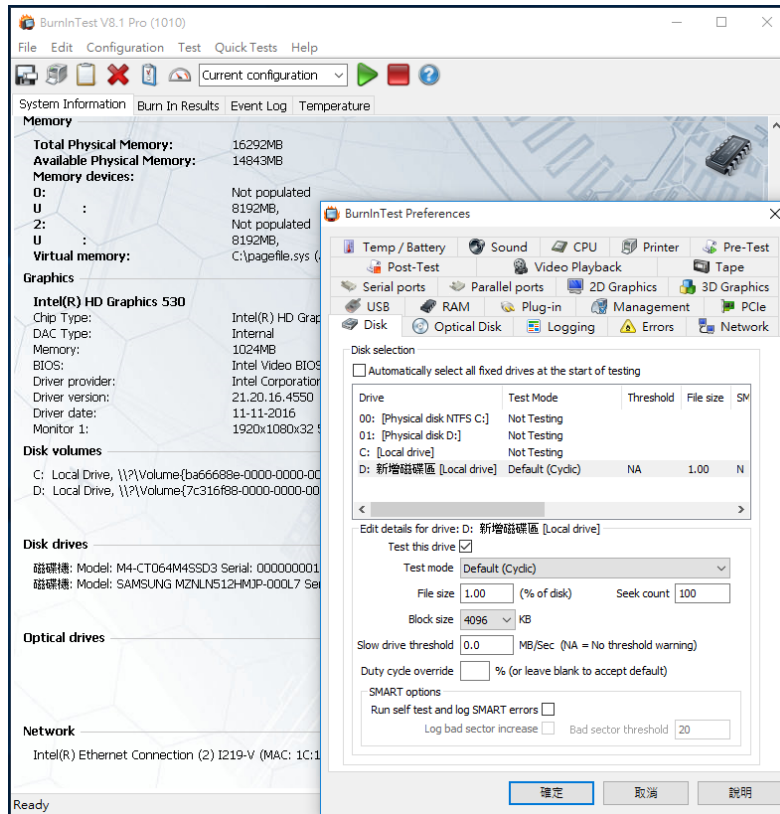 BurnInTest V8.1 Pro (1010)
File Edit Configuration Test Quick Tests Help
Current configuration
System Information Burn In Results Event Log Temperature
Memory
Total Physical Memory: 16292MB
Available Physical Memory: 14843MB
Memory devices:
0: Not populated
U : 8192MB,
2: Not populated
U : 8192MB,
Virtual memory: C:\pagefile.sys (
Graphics
Intel(R) HD Graphics 530
Chip Type: Intel(R) HD Grap
DAC Type: Internal
Memory: 1024MB
BIOS: Intel Video BIOS
Driver provider: Intel Corporation
Driver version: 21.20.16.4550
Driver date: 11-11-2016
Monitor 1: 1920x1080x32
Disk volumes
C: Local Drive, \\?\Volume{ba66688e-0000-0000-00
D: Local Drive, \\?\Volume{7c316f88-0000-0000-00
Disk drives
磁碟機: Model: M4-CT064M4SSD3 Serial: 000000001
磁碟機: Model: SAMSUNG MZNLN512HMJP-000L7 Se
Optical drives
Network
Intel(R) Ethernet Connection (2) I219-V (MAC: 1C:1
Ready
BurnInTest Preferences
Temp / Battery Sound CPU Printer Pre-Test
Post-Test Video Playback Tape
Serial ports Parallel ports 2D Graphics 3D Graphics
USB RAM Plug-in Management PCIe
Disk Optical Disk Logging Errors Network
Disk selection
Automatically select all fixed drives at the start of testing
Drive Test Mode Threshold File size SM
00: [Physical disk NTFS C:] Not Testing
01: [Physical disk D:] Not Testing
C: [Local drive] Not Testing
D: 新增磁碟區 [Local drive] Default (Cyclic) NA 1.00 N
Edit details for drive: D: 新增磁碟區 [Local drive]
Test this drive
Test mode Default (Cyclic)
File size 1.00 (% of disk) Seek count 100
Block size 4096 KB
Slow drive threshold 0.0 MB/Sec (NA = No threshold warning)
Duty cycle override % (or leave blank to accept default)
SMART options
Run self test and log SMART errors
Log bad sector increase Bad sector threshold 20
確定 取消 說明